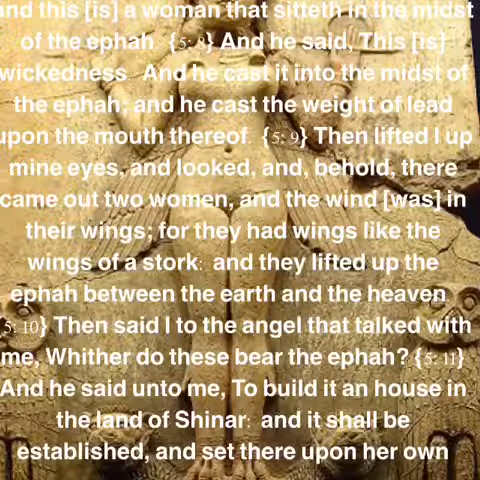 and this [is] a woman that sitteth in the midst
of the ephah. {5: 8} And he said, This [is]
wickedness. And he cast it into the midst of
the ephah; and he cast the weight of lead
upon the mouth thereof. {5: 9} Then lifted I up
mine eyes, and looked, and, behold, there
came out two women, and the wind [was] in
their wings; for they had wings like the
wings of a stork: and they lifted up the
ephah between the earth and the heaven.
{5: 10} Then said I to the angel that talked with
me, Whither do these bear the ephah? {5: 11}
And he said unto me, To build it an house in
the land of Shinar: and it shall be
established, and set there upon her own